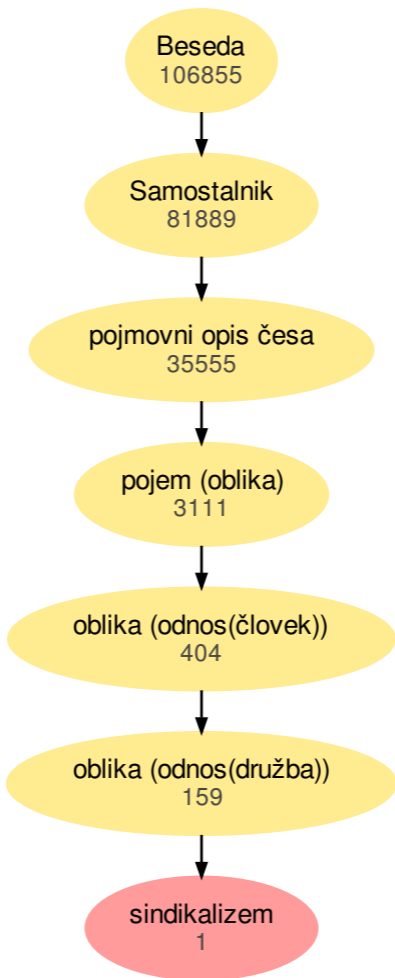 Beseda
106855
Samostalnik
81889
pojmovni opis česa
35555
pojem (oblika)
3111
oblika (odnos(človek))
404
oblika (odnos(družba))
159
sindikalizem
1